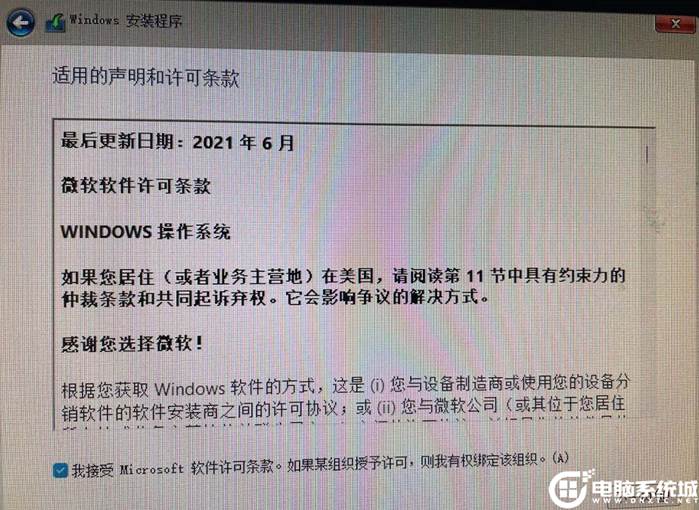 Windows 安装程序
适用的声明和许可条款
最后更新日期：2021 年 6 月
微软软件许可条款
WINDOWS 操作系统
如果您居住（或者业务主营地）在美国，请阅读第 11 节中具有约束力的
仲裁条款和共同起诉弃权。它会影响争议的解决方式。
感谢您选择微软！
根据您获取 Windows 软件的方式，这是 (i) 您与设备制造商或使用您的设备分
销软件的软件安装商之间的许可协议；或 (ii) 您与微软公司（或其位于您居住
我接受 Microsoft 软件许可条款。如果某组织授予许可，则我有权绑定该组织。(A)
电脑系统城
WWW.DNXTC.NET